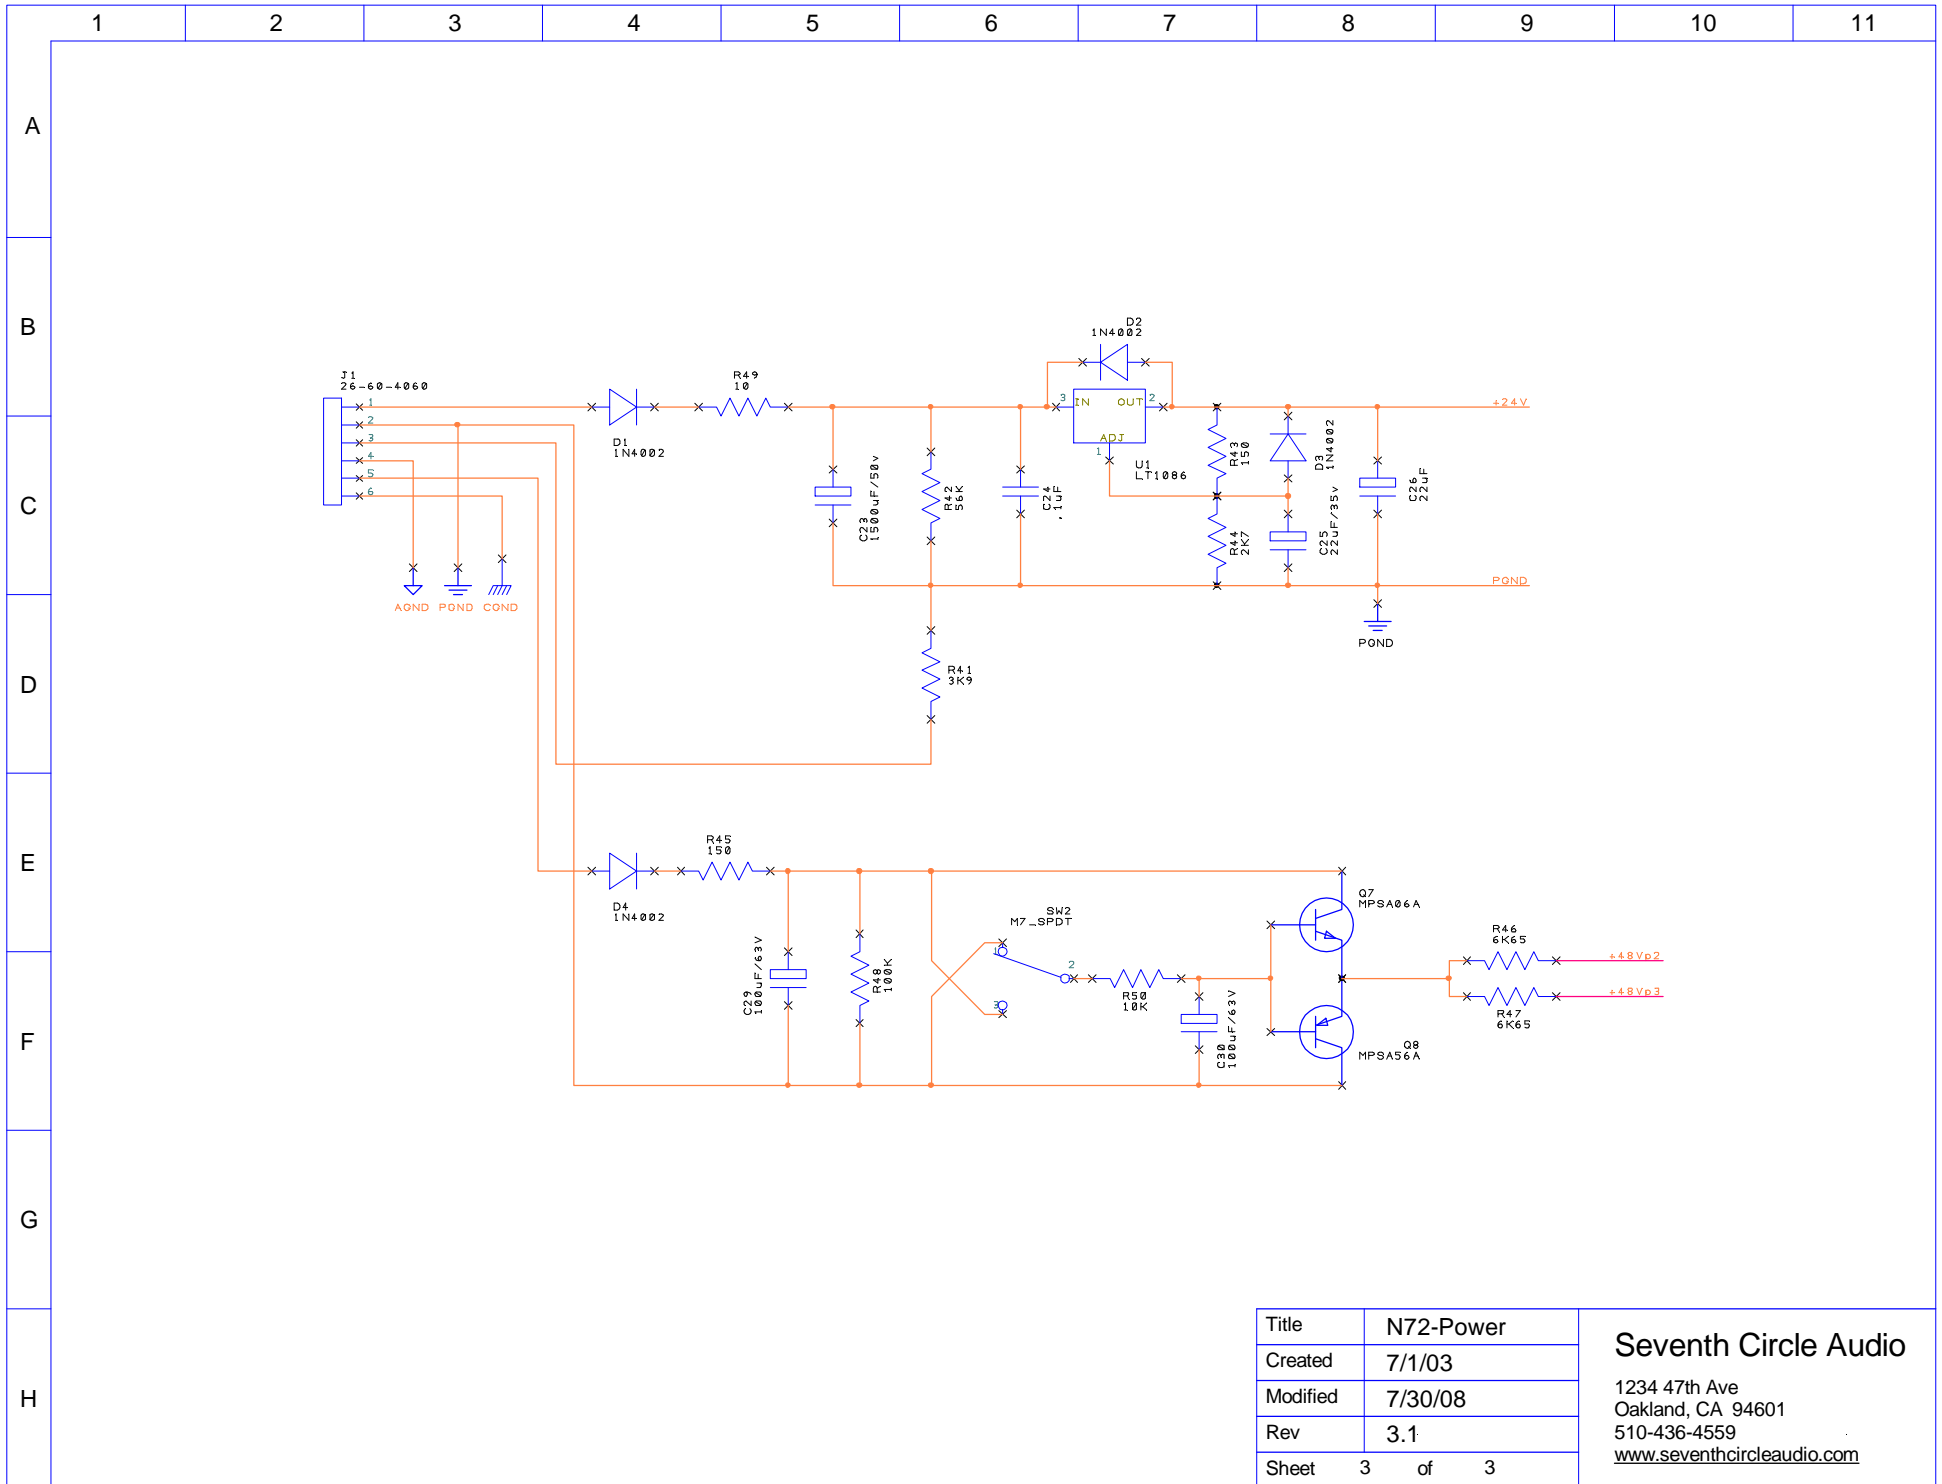 1 2 3 4 5 6 7 8 9 10 11
A
B
C
D
E
F
G
H
J1
26-60-4060
1
2
3
4
5
6
AGND PGND CGND
D1
1N4002
R49
10
C23
1500uF/50v
R42
56K
C24
.1uF
D2
1N4002
3 IN OUT 2
ADJ
1
U1
LT1086
R43
150
R44
2K7
D3
1N4002
C25
22uF/35v
C26
22uF
+24V
PGND
PGND
R41
3K9
D4
1N4002
R45
150
C29
100uF/63V
R48
100K
SW2
M7_SPDT
1
2
3
R50
10K
C30
100uF/63V
Q7
MPSA06A
Q8
MPSA56A
R46
6K65
R47
6K65
+48Vp2
+48Vp3
Title N72-Power
Created 7/1/03
Modified 7/30/08
Rev 3.1
Sheet 3 of 3
Seventh Circle Audio
1234 47th Ave
Oakland, CA 94601
510-436-4559
www.seventhcircleaudio.com